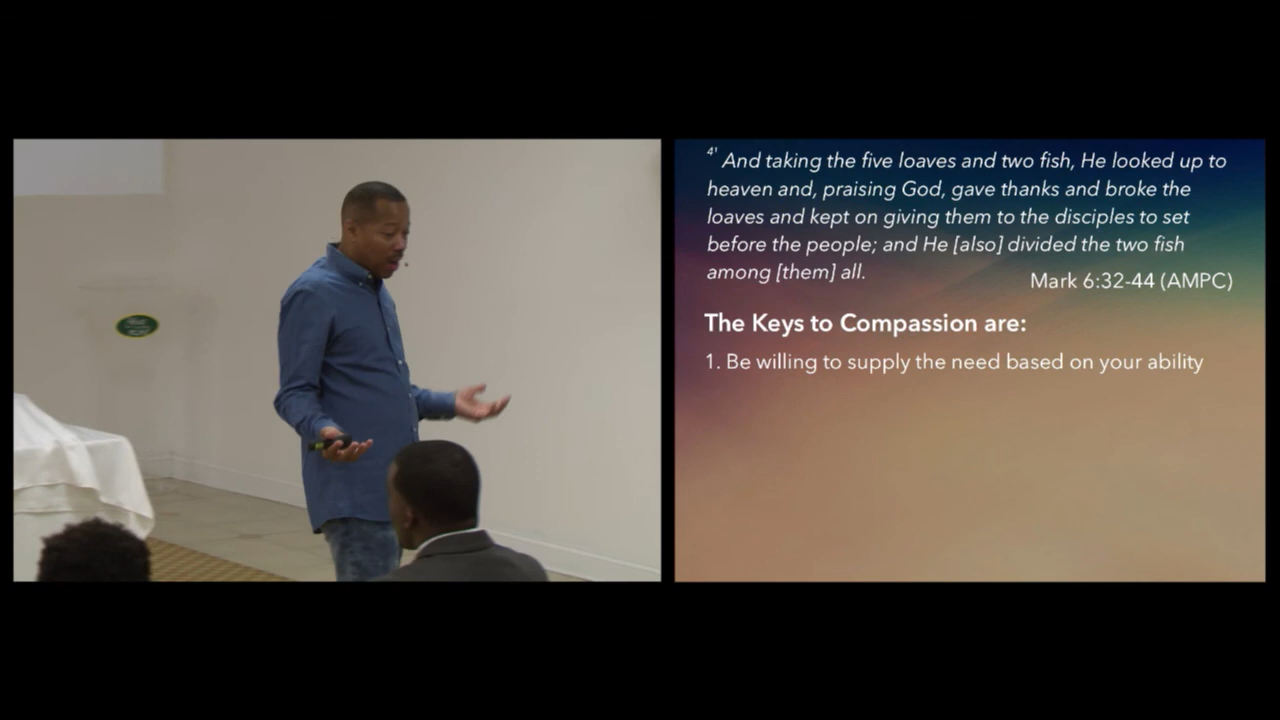 41 And taking the five loaves and two fish, He looked up to
heaven and, praising God, gave thanks and broke the
loaves and kept on giving them to the disciples to set
before the people; and He [also] divided the two fish
among [them] all.
Mark 6:32-44 (AMPC)
The Keys to Compassion are:
1. Be willing to supply the need based on your ability